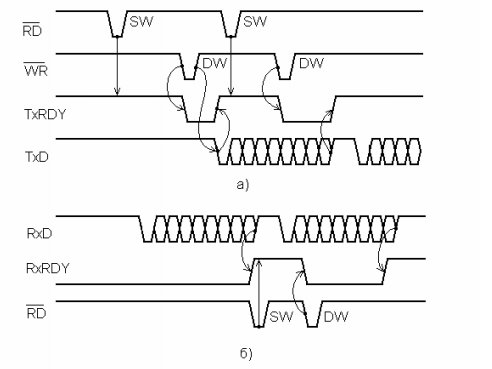 RD SW SW
WR DW DW
TxRDY
TxD
а)
RxD
RxRDY
RD SW DW
б)